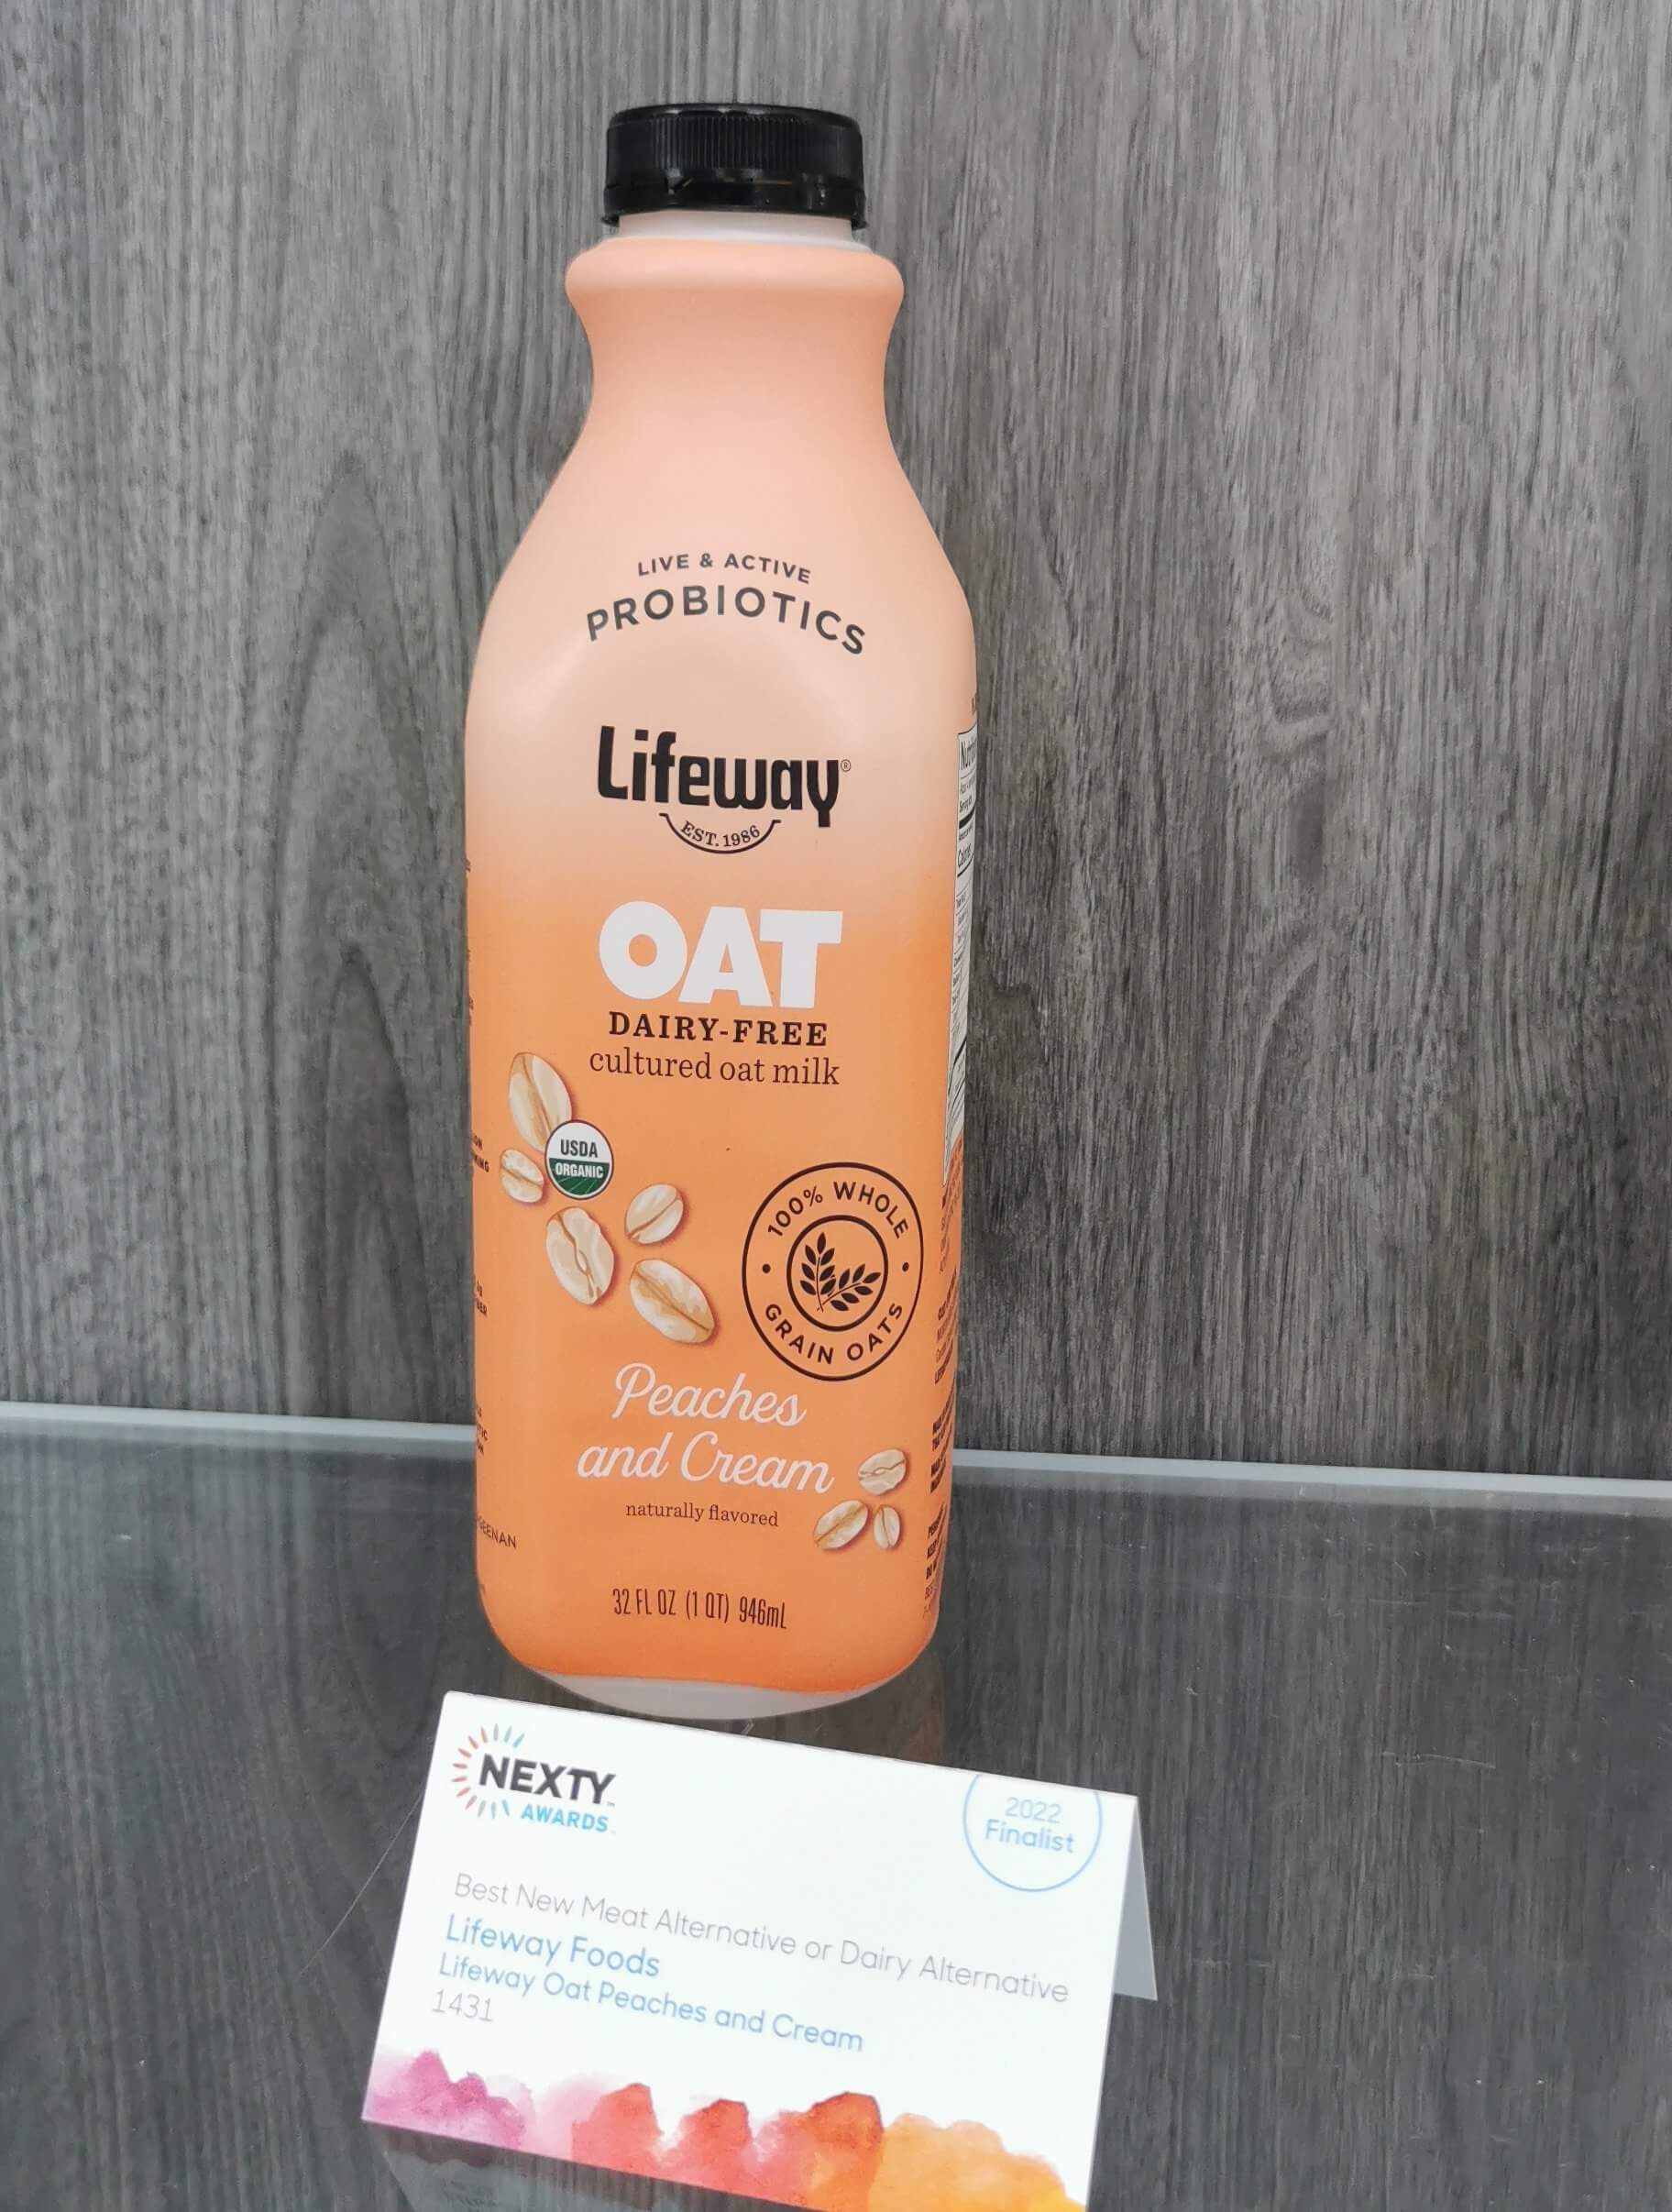 LIVE & ACTIVE
PROBIOTICS
Lifeway®
EST. 1986
OAT
DAIRY-FREE
cultured oat milk
USDA
ORGANIC
100% WHOLE
GRAIN OATS
Peaches
and Cream
naturally flavored
32 FL OZ (1 QT) 946mL
NEXTY™
AWARDS
2022
Finalist
Best New Meat Alternative or Dairy Alternative
Lifeway Foods
Lifeway Oat Peaches and Cream
1431